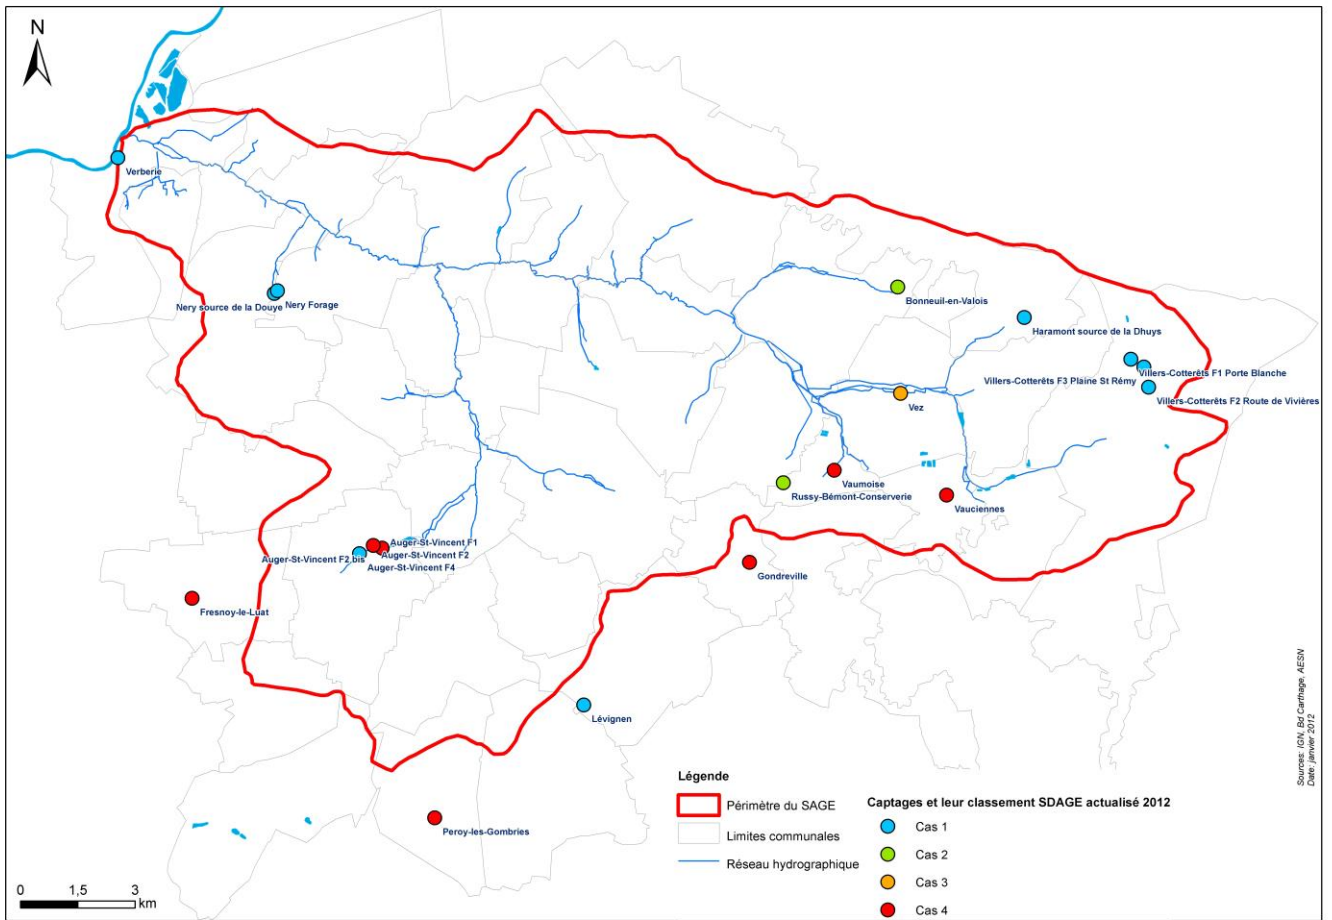 N
Verberie
Nery source de la Douye
Nery Forage
Bonneuil-en-Valois
Haramont source de la Dhuys
Villers-Cotterêts F1 Porte Blanche
Villers-Cotterêts F3 Plaine St Rémy
Villers-Cotterêts F2 Route de Vivières
Vez
Vaumoise
Russy-Bémont-Conserverie
Vauciennes
Auger-St-Vincent F1
Auger-St-Vincent F2
Auger-St-Vincent F2 bis
Auger-St-Vincent F4
Gondreville
Fresnoy-le-Luat
Lévignen
Peroy-les-Gombries
Sources: IGN, Bd Carthage, AESN
Date: janvier 2012
Légende
Périmètre du SAGE
Limites communales
Réseau hydrographique
Captages et leur classement SDAGE actualisé 2012
Cas 1
Cas 2
Cas 3
Cas 4
0 1,5 3
km